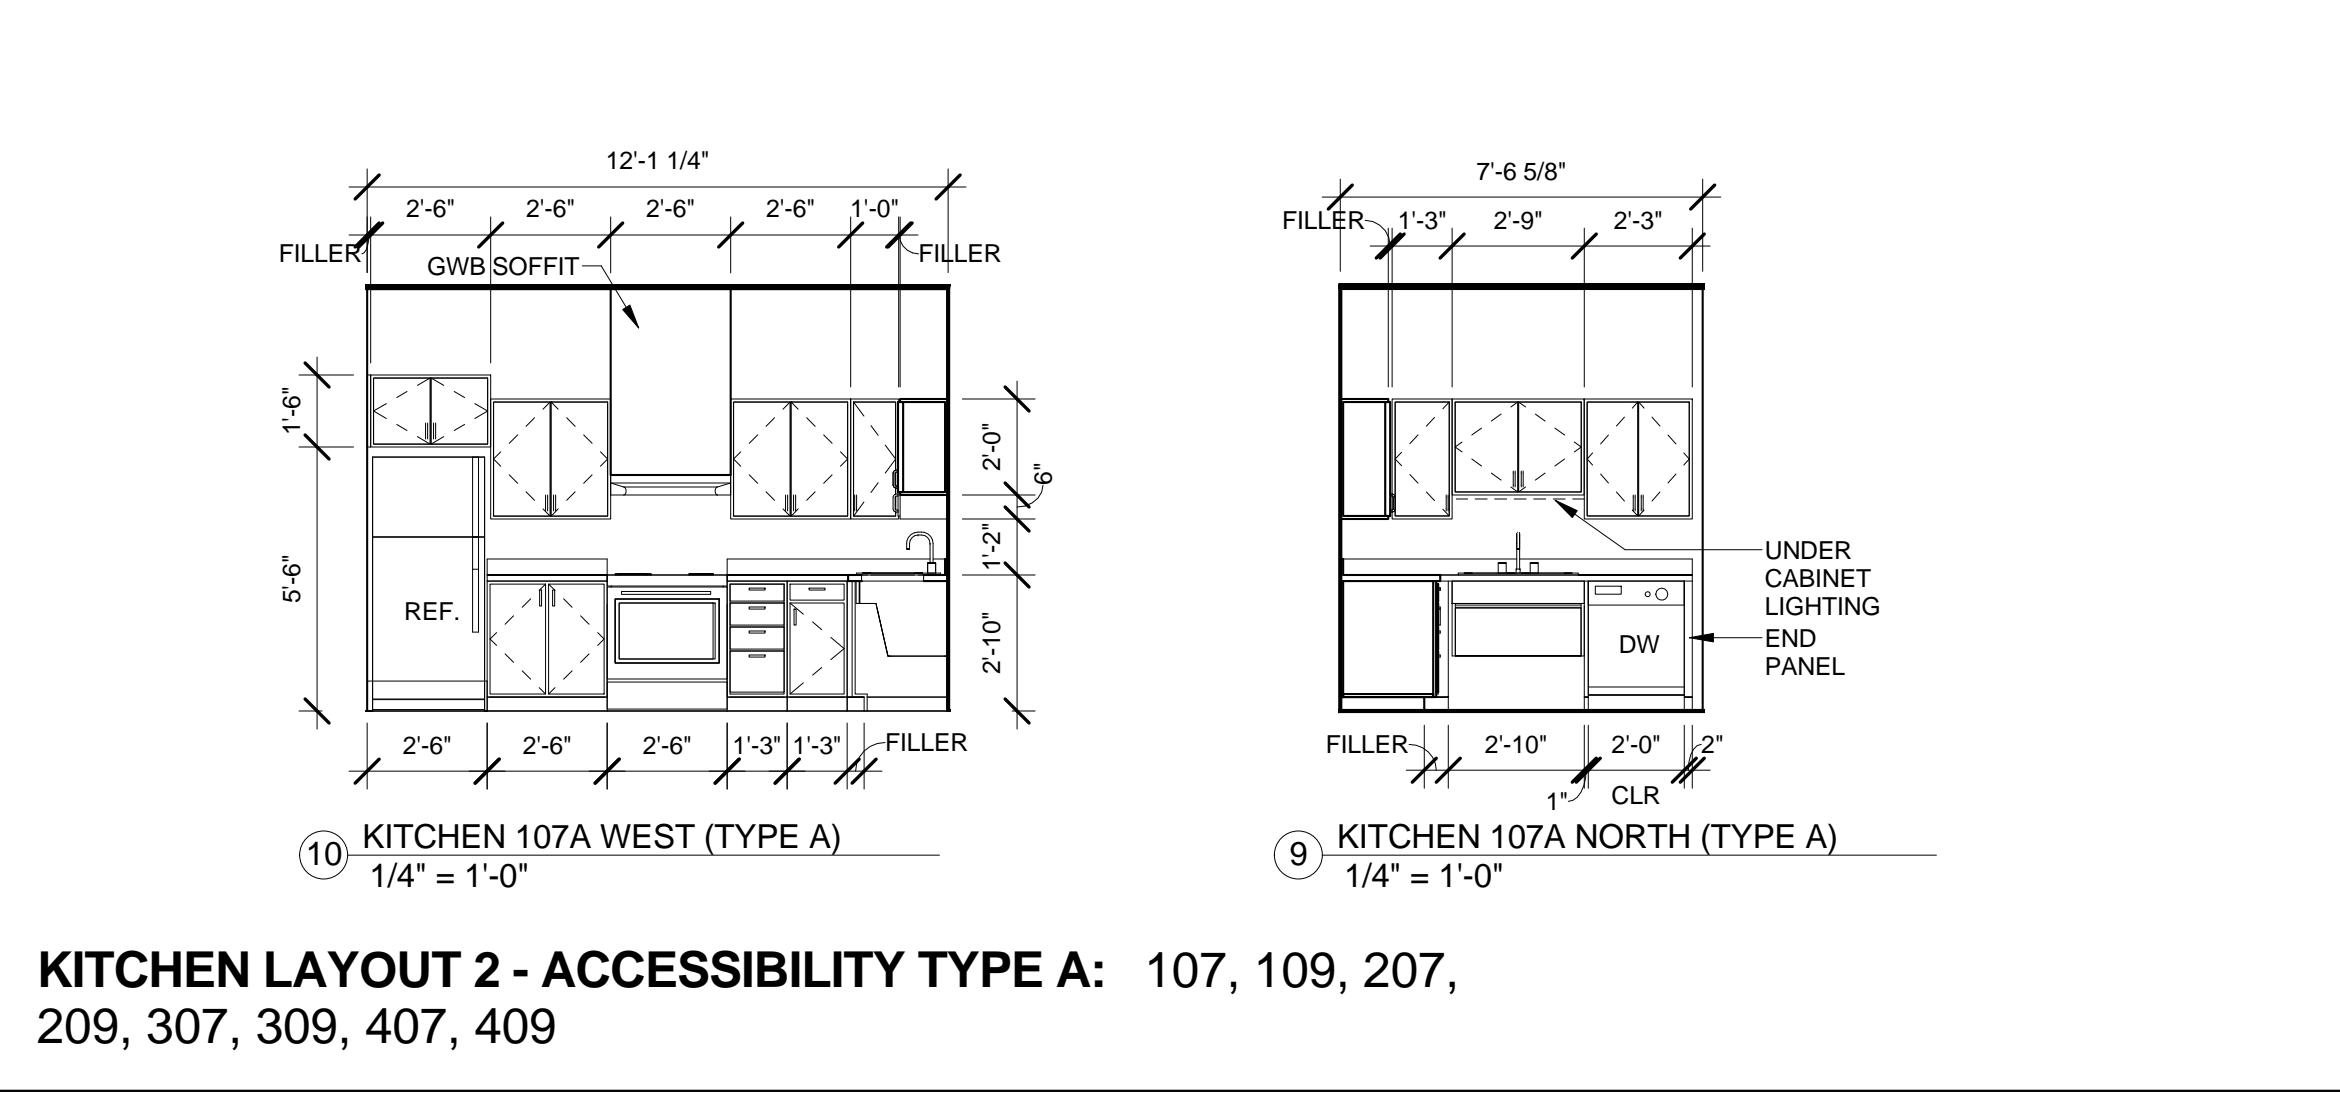 12'-1 1/4"
2'-6" 2'-6" 2'-6" 2'-6" 1'-0"
FILLER
FILLER
GWB SOFFIT
1'-6"
5'-6"
2'-0"
6"
1'-2"
2'-10"
REF.
2'-6" 2'-6" 2'-6" 1'-3" 1'-3" FILLER
10 KITCHEN 107A WEST (TYPE A)
1/4" = 1'-0"
7'-6 5/8"
FILLER 1'-3" 2'-9" 2'-3"
UNDER
CABINET
LIGHTING
END
PANEL
DW
FILLER 2'-10" 2'-0" 2"
1" CLR
9 KITCHEN 107A NORTH (TYPE A)
1/4" = 1'-0"
KITCHEN LAYOUT 2 - ACCESSIBILITY TYPE A: 107, 109, 207,
209, 307, 309, 407, 409